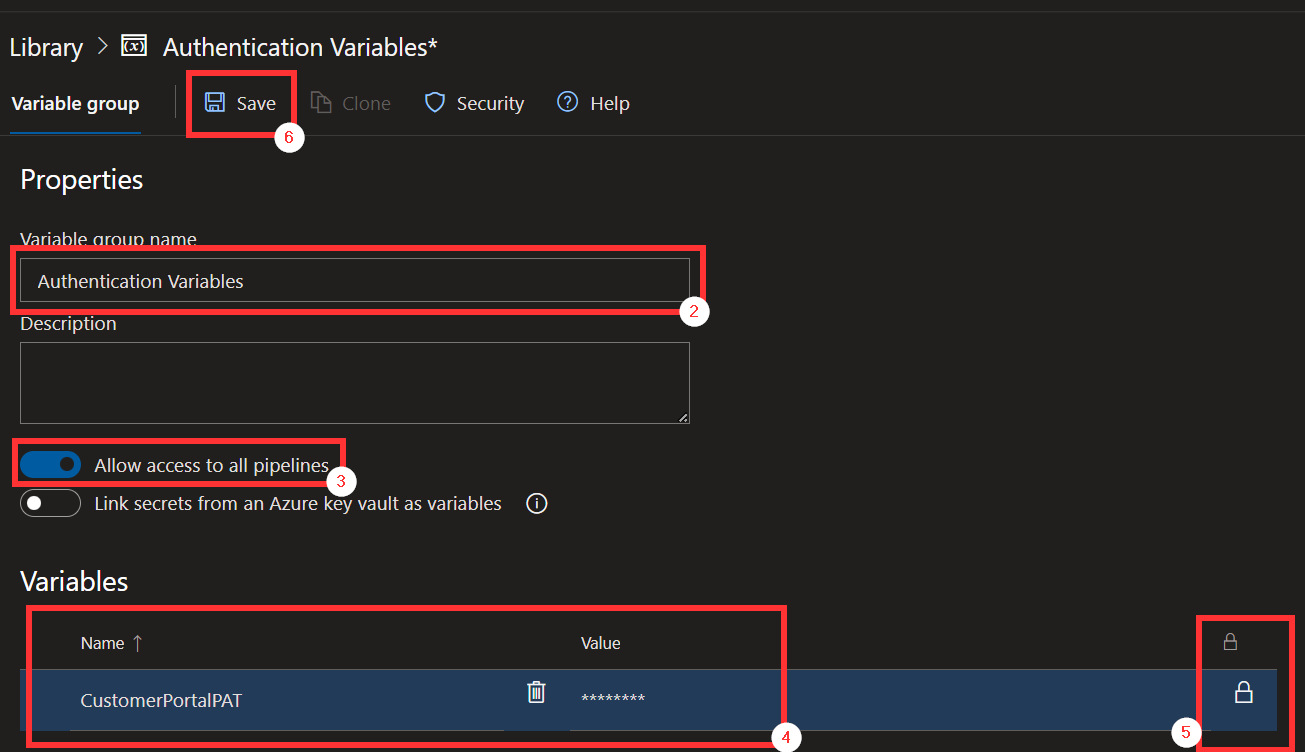 Library > Authentication Variables*
Variable group Save Clone Security Help
6
Properties
Variable group name
Authentication Variables
2
Description
Allow access to all pipelines
3
Link secrets from an Azure key vault as variables
Variables
Name ↑ Value
CustomerPortalPAT ********
5
4